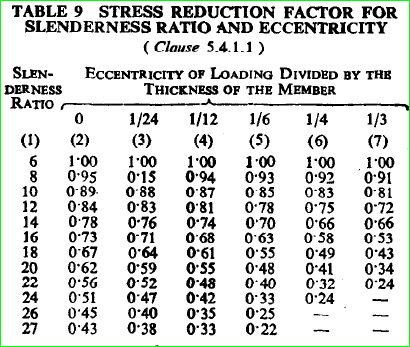 TABLE 9 STRESS REDUCTION FACTOR FOR
SLENDERNESS RATIO AND ECCENTRICITY
( Clause 5.4.1.1 )
SLEN- ECCENTRICITY OF LOADING DIVIDED BY THE
DERNESS THICKNESS OF THE MEMBER
RATIO
0 1/24 1/12 1/6 1/4 1/3
(1) (2) (3) (4) (5) (6) (7)
6 1·00 1·00 1·00 1·00 1·00 1·00
8 0·95 0·15 0·94 0·93 0·92 0·91
10 0·89 0·88 0·87 0·85 0·83 0·81
12 0·84 0·83 0·81 0·78 0·75 0·72
14 0·78 0·76 0·74 0·70 0·66 0·66
16 0·73 0·71 0·68 0·63 0·58 0·53
18 0·67 0·64 0·61 0·55 0·49 0·43
20 0·62 0·59 0·55 0·48 0·41 0·34
22 0·56 0·52 0·48 0·40 0·32 0·24
24 0·51 0·47 0·42 0·33 0·24 —
26 0·45 0·40 0·35 0·25 — —
27 0·43 0·38 0·33 0·22 — —